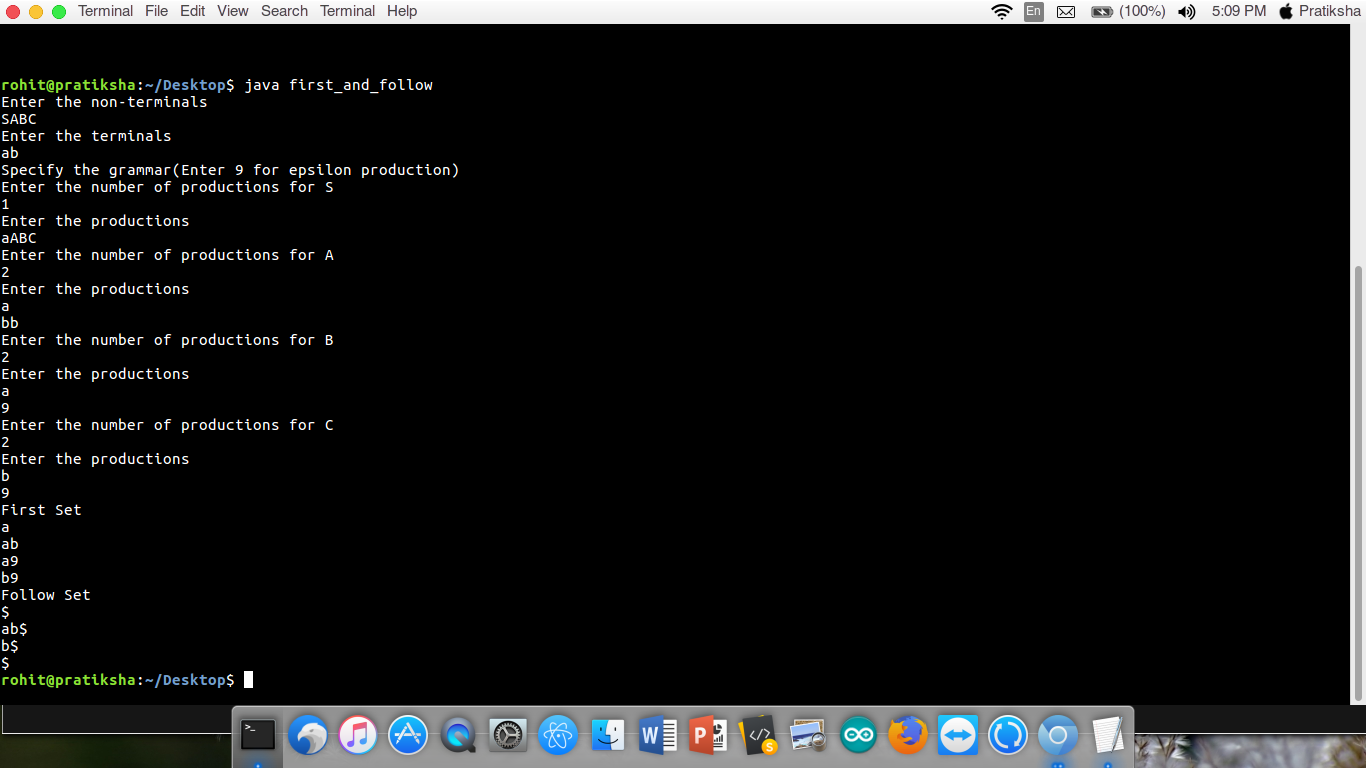 Terminal File Edit View Search Terminal Help En (100%) 5:09 PM Pratiksha
rohit@pratiksha:~/Desktop$ java first_and_follow
Enter the non-terminals
SABC
Enter the terminals
ab
Specify the grammar(Enter 9 for epsilon production)
Enter the number of productions for S
1
Enter the productions
aABC
Enter the number of productions for A
2
Enter the productions
a
bb
Enter the number of productions for B
2
Enter the productions
a
9
Enter the number of productions for C
2
Enter the productions
b
9
First Set
a
ab
a9
b9
Follow Set
$
ab$
b$
$
rohit@pratiksha:~/Desktop$